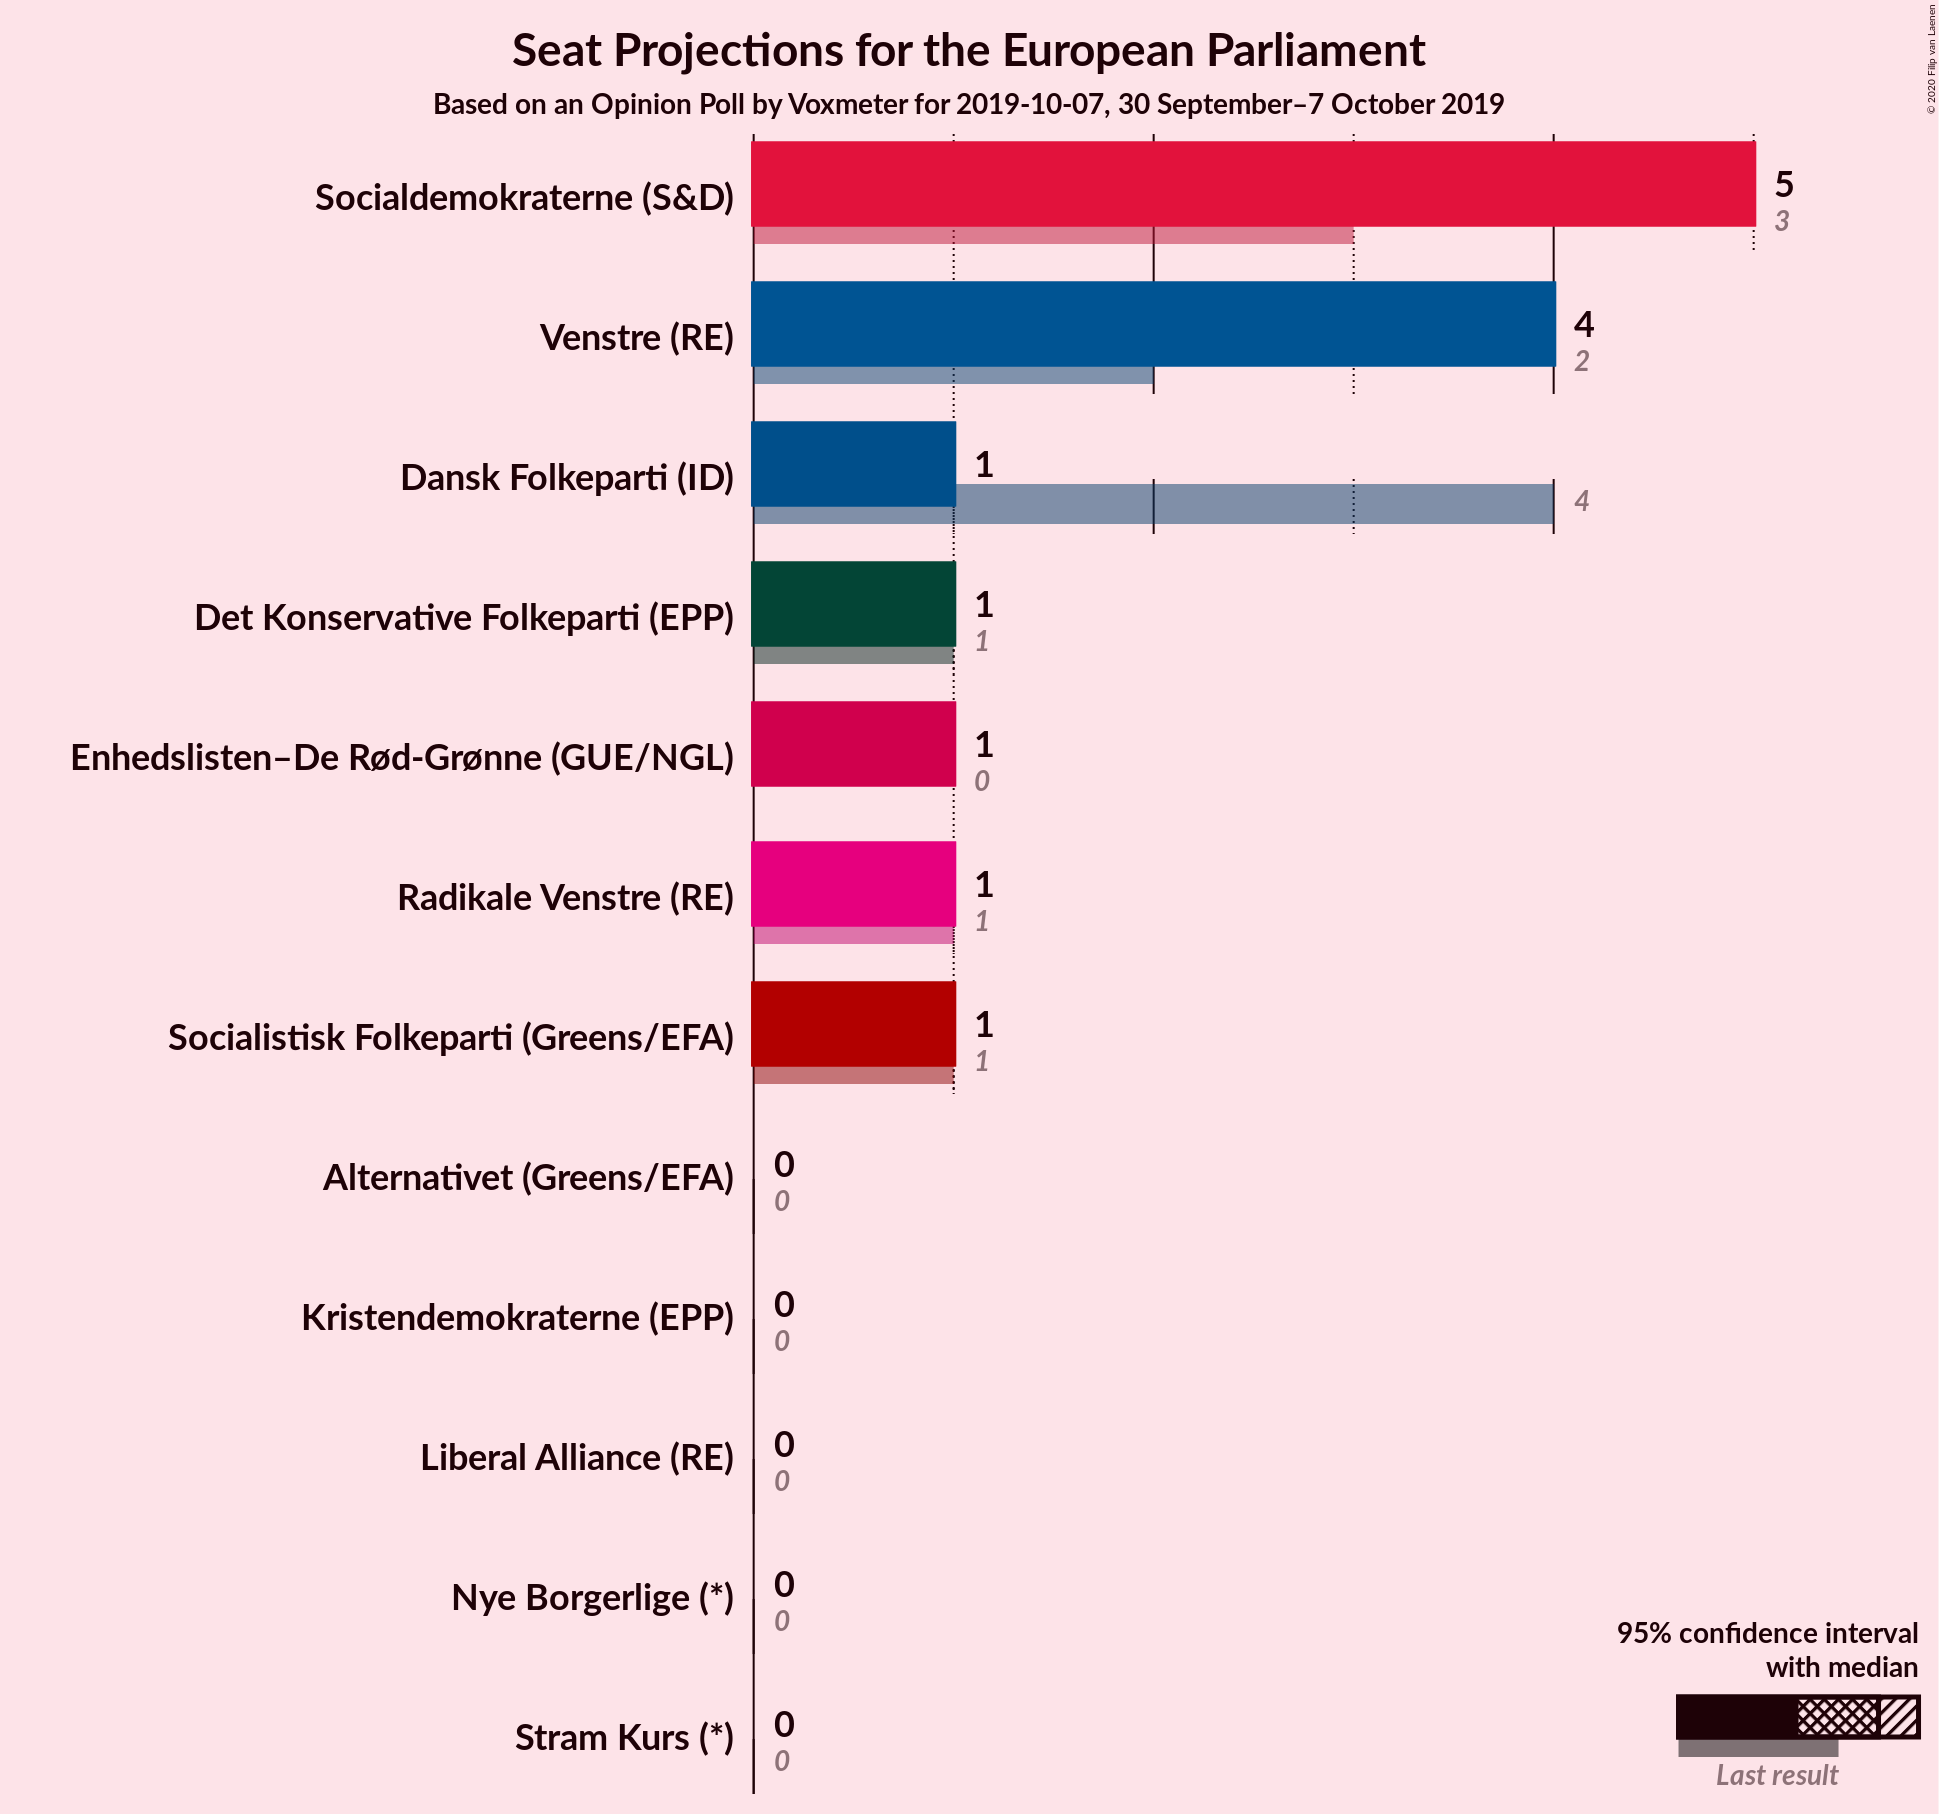 Seat Projections for the European Parliament
Based on an Opinion Poll by Voxmeter for 2019-10-07, 30 September–7 October 2019
© 2020 Filip van Laenen
Socialdemokraterne (S&D)
5
3
Venstre (RE)
4
2
Dansk Folkeparti (ID)
1
4
Det Konservative Folkeparti (EPP)
1
1
Enhedslisten–De Rød-Grønne (GUE/NGL)
1
0
Radikale Venstre (RE)
1
1
Socialistisk Folkeparti (Greens/EFA)
1
1
Alternativet (Greens/EFA)
0
0
Kristendemokraterne (EPP)
0
0
Liberal Alliance (RE)
0
0
Nye Borgerlige (*)
0
0
Stram Kurs (*)
0
0
95% confidence interval
with median
Last result